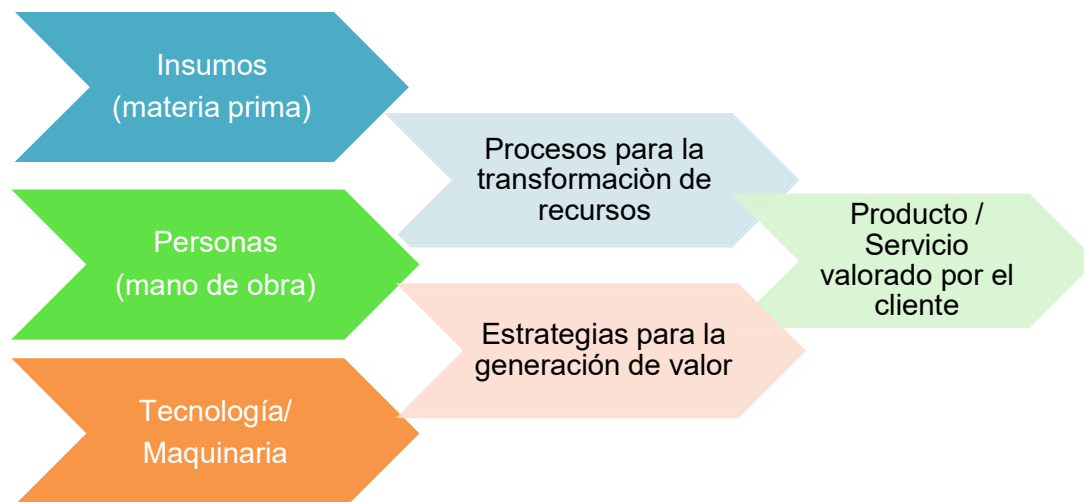 Insumos
(materia prima)
Personas
(mano de obra)
Tecnología/
Maquinaria
Procesos para la
transformaciòn de
recursos
Estrategias para la
generación de valor
Producto /
Servicio
valorado por el
cliente